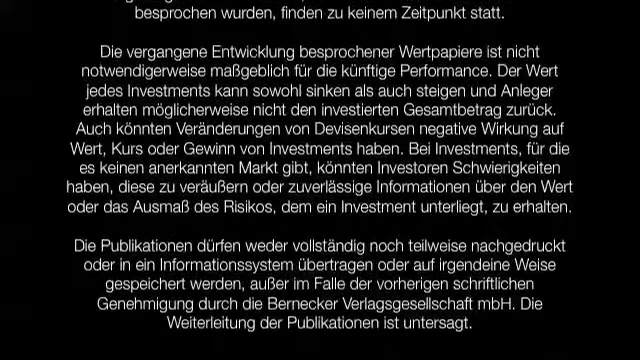 besprochen wurden, finden zu keinem Zeitpunkt statt.
Die vergangene Entwicklung besprochener Wertpapiere ist nicht
notwendigerweise maßgeblich für die künftige Performance. Der Wert
jedes Investments kann sowohl sinken als auch steigen und Anleger
erhalten möglicherweise nicht den investierten Gesamtbetrag zurück.
Auch könnten Veränderungen von Devisenkursen negative Wirkung auf
Wert, Kurs oder Gewinn von Investments haben. Bei Investments, für die
es keinen anerkannten Markt gibt, könnten Investoren Schwierigkeiten
haben, diese zu veräußern oder zuverlässige Informationen über den Wert
oder das Ausmaß des Risikos, dem ein Investment unterliegt, zu erhalten.
Die Publikationen dürfen weder vollständig noch teilweise nachgedruckt
oder in ein Informationssystem übertragen oder auf irgendeine Weise
gespeichert werden, außer im Falle der vorherigen schriftlichen
Genehmigung durch die Bernecker Verlagsgesellschaft mbH. Die
Weiterleitung der Publikationen ist untersagt.